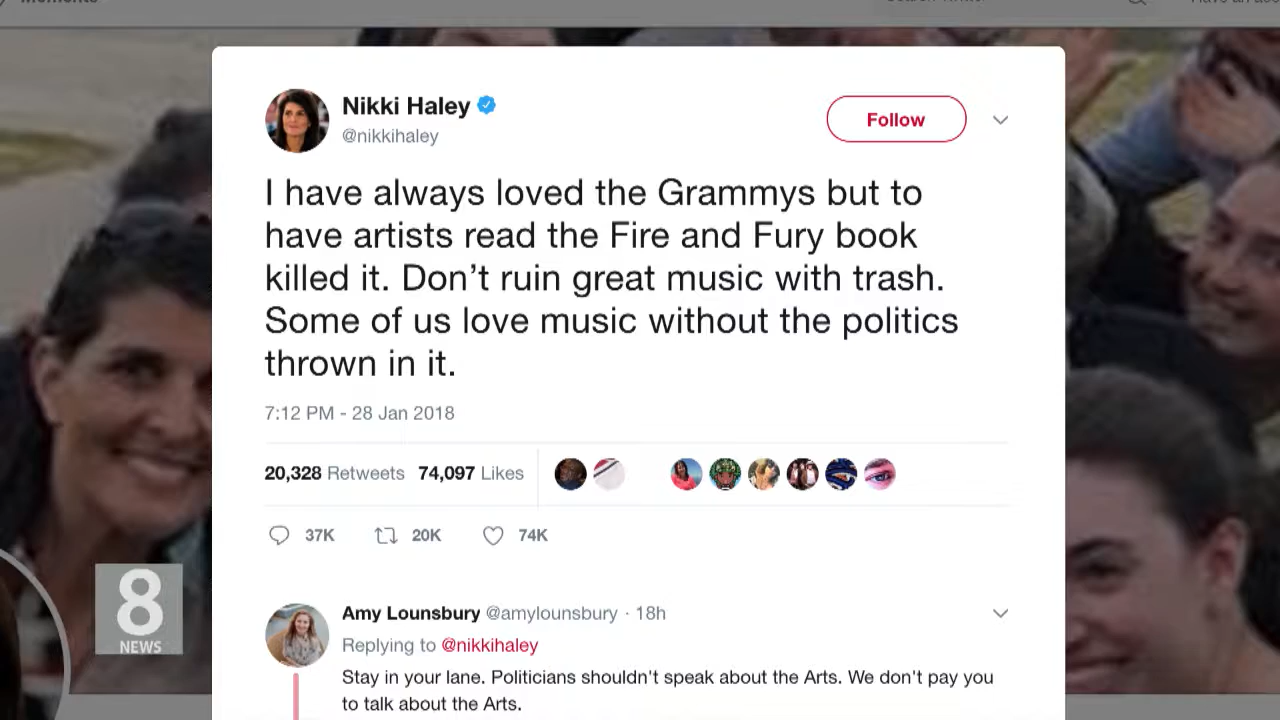 Nikki Haley
Follow
@nikkihaley
I have always loved the Grammys but to
have artists read the Fire and Fury book
killed it. Don’t ruin great music with trash.
Some of us love music without the politics
thrown in it.
7:12 PM - 28 Jan 2018
20,328 Retweets 74,097 Likes
37K 20K 74K
Amy Lounsbury @amylounsbury · 18h
Replying to @nikkihaley
Stay in your lane. Politicians shouldn't speak about the Arts. We don't pay you
to talk about the Arts.
8
NEWS